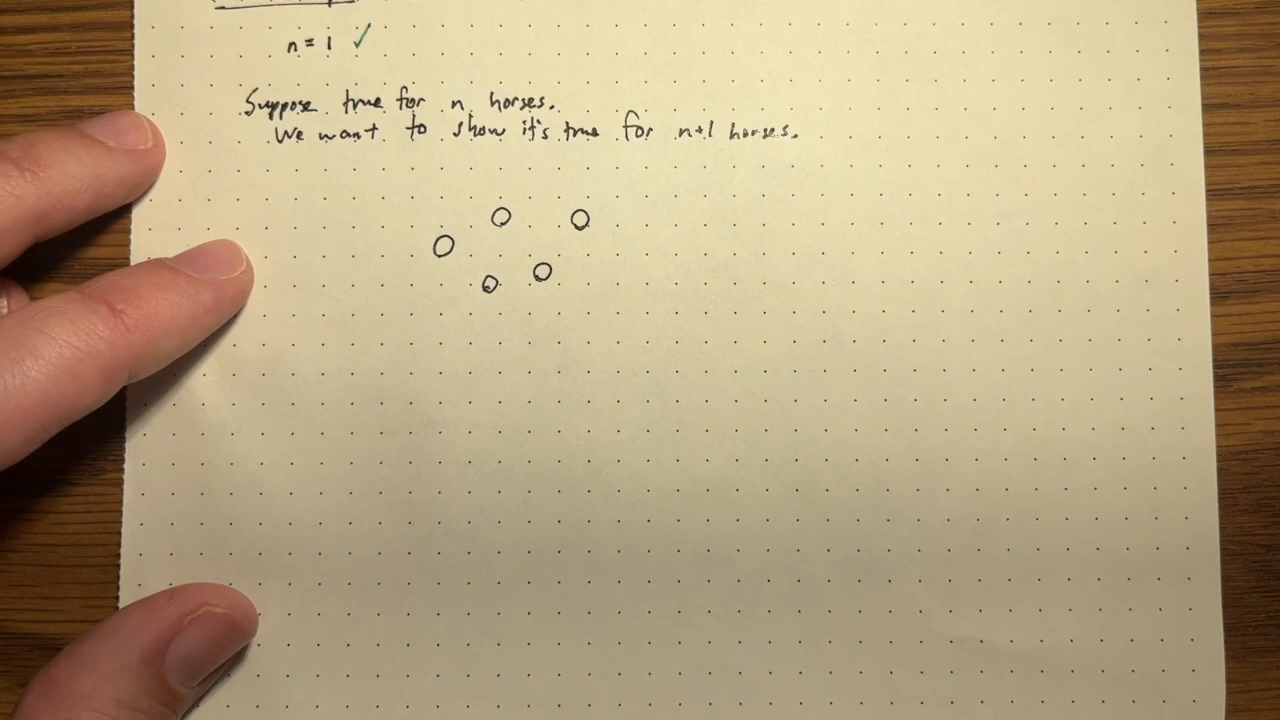 n = 1 ✓
Suppose true for n horses.
We want to show it's true for n+1 horses.